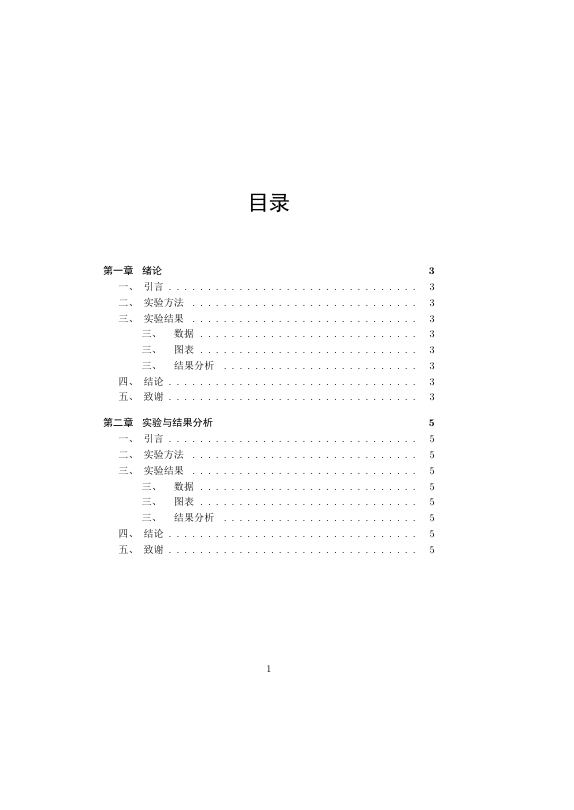 目录
第一章 绪论 3
一、 引言 . . . . . . . . . . . . . . . . . . . . . . . . . . . . . . . . 3
二、 实验方法 . . . . . . . . . . . . . . . . . . . . . . . . . . . . . 3
三、 实验结果 . . . . . . . . . . . . . . . . . . . . . . . . . . . . . 3
三、 数据 . . . . . . . . . . . . . . . . . . . . . . . . . . . . 3
三、 图表 . . . . . . . . . . . . . . . . . . . . . . . . . . . . 3
三、 结果分析 . . . . . . . . . . . . . . . . . . . . . . . . . 3
四、 结论 . . . . . . . . . . . . . . . . . . . . . . . . . . . . . . . . 3
五、 致谢 . . . . . . . . . . . . . . . . . . . . . . . . . . . . . . . . 3
第二章 实验与结果分析 5
一、 引言 . . . . . . . . . . . . . . . . . . . . . . . . . . . . . . . . 5
二、 实验方法 . . . . . . . . . . . . . . . . . . . . . . . . . . . . . 5
三、 实验结果 . . . . . . . . . . . . . . . . . . . . . . . . . . . . . 5
三、 数据 . . . . . . . . . . . . . . . . . . . . . . . . . . . . 5
三、 图表 . . . . . . . . . . . . . . . . . . . . . . . . . . . . 5
三、 结果分析 . . . . . . . . . . . . . . . . . . . . . . . . . 5
四、 结论 . . . . . . . . . . . . . . . . . . . . . . . . . . . . . . . . 5
五、 致谢 . . . . . . . . . . . . . . . . . . . . . . . . . . . . . . . . 5
1